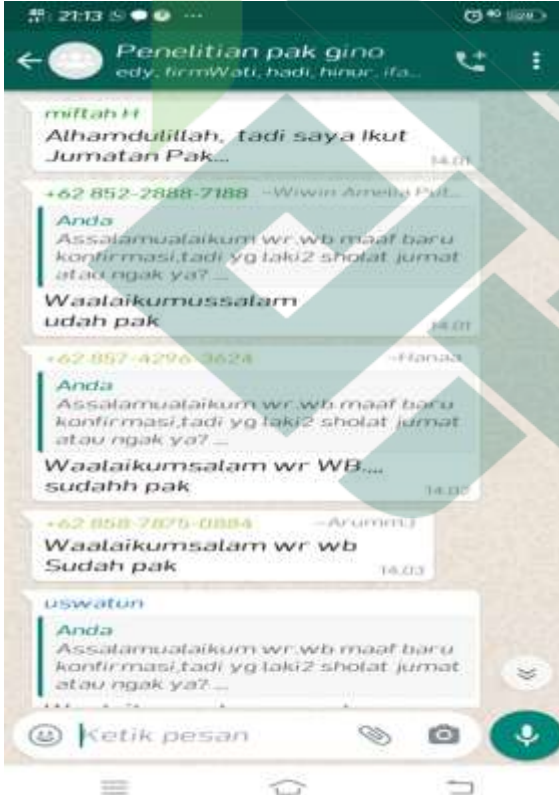 21:13
Penelitian pak gino
edy, firmWati, hadi, hinur, ifa...
miftah H
Alhamdulillah, tadi saya Ikut
Jumatan Pak...
14.01
+62 852-2888-7188 ~Wiwin Amelia Put...
Anda
Assalamualaikum wr.wb maaf baru
konfirmasi,tadi yg laki2 sholat jumat
atau ngak ya? ...
Waalaikumussalam
udah pak
14.01
+62 857-4296-3624 ~Hanaa
Anda
Assalamualaikum wr.wb maaf baru
konfirmasi,tadi yg laki2 sholat jumat
atau ngak ya? ...
Waalaikumsalam wr WB....
sudahh pak
+62 858-7875-0884 ~Arumm:)
Waalaikumsalam wr wb
Sudah pak
14.03
uswatun
Anda
Assalamualaikum wr.wb maaf baru
konfirmasi,tadi yg laki2 sholat jumat
atau ngak ya? ...
Ketik pesan